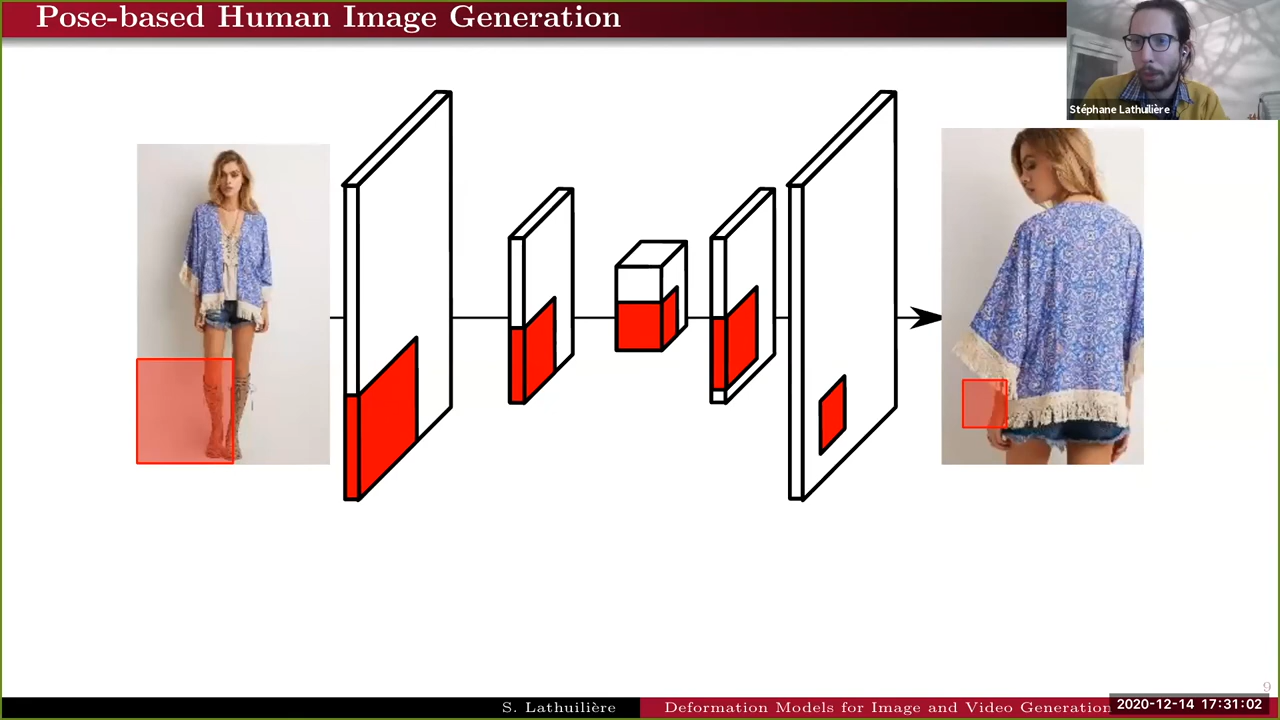 Pose-based Human Image Generation
Stéphane Lathuilière
9
S. Lathuilière
Deformation Models for Image and Video Generation
2020-12-14 17:31:02